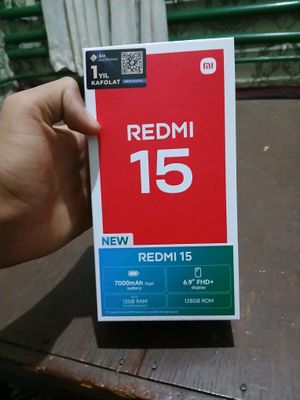 1 YIL
KAFOLAT
mi
REDMI
15
NEW
REDMI 15
7000mAh (typ)
battery
6.9" FHD+
display
12GB RAM
128GB ROM